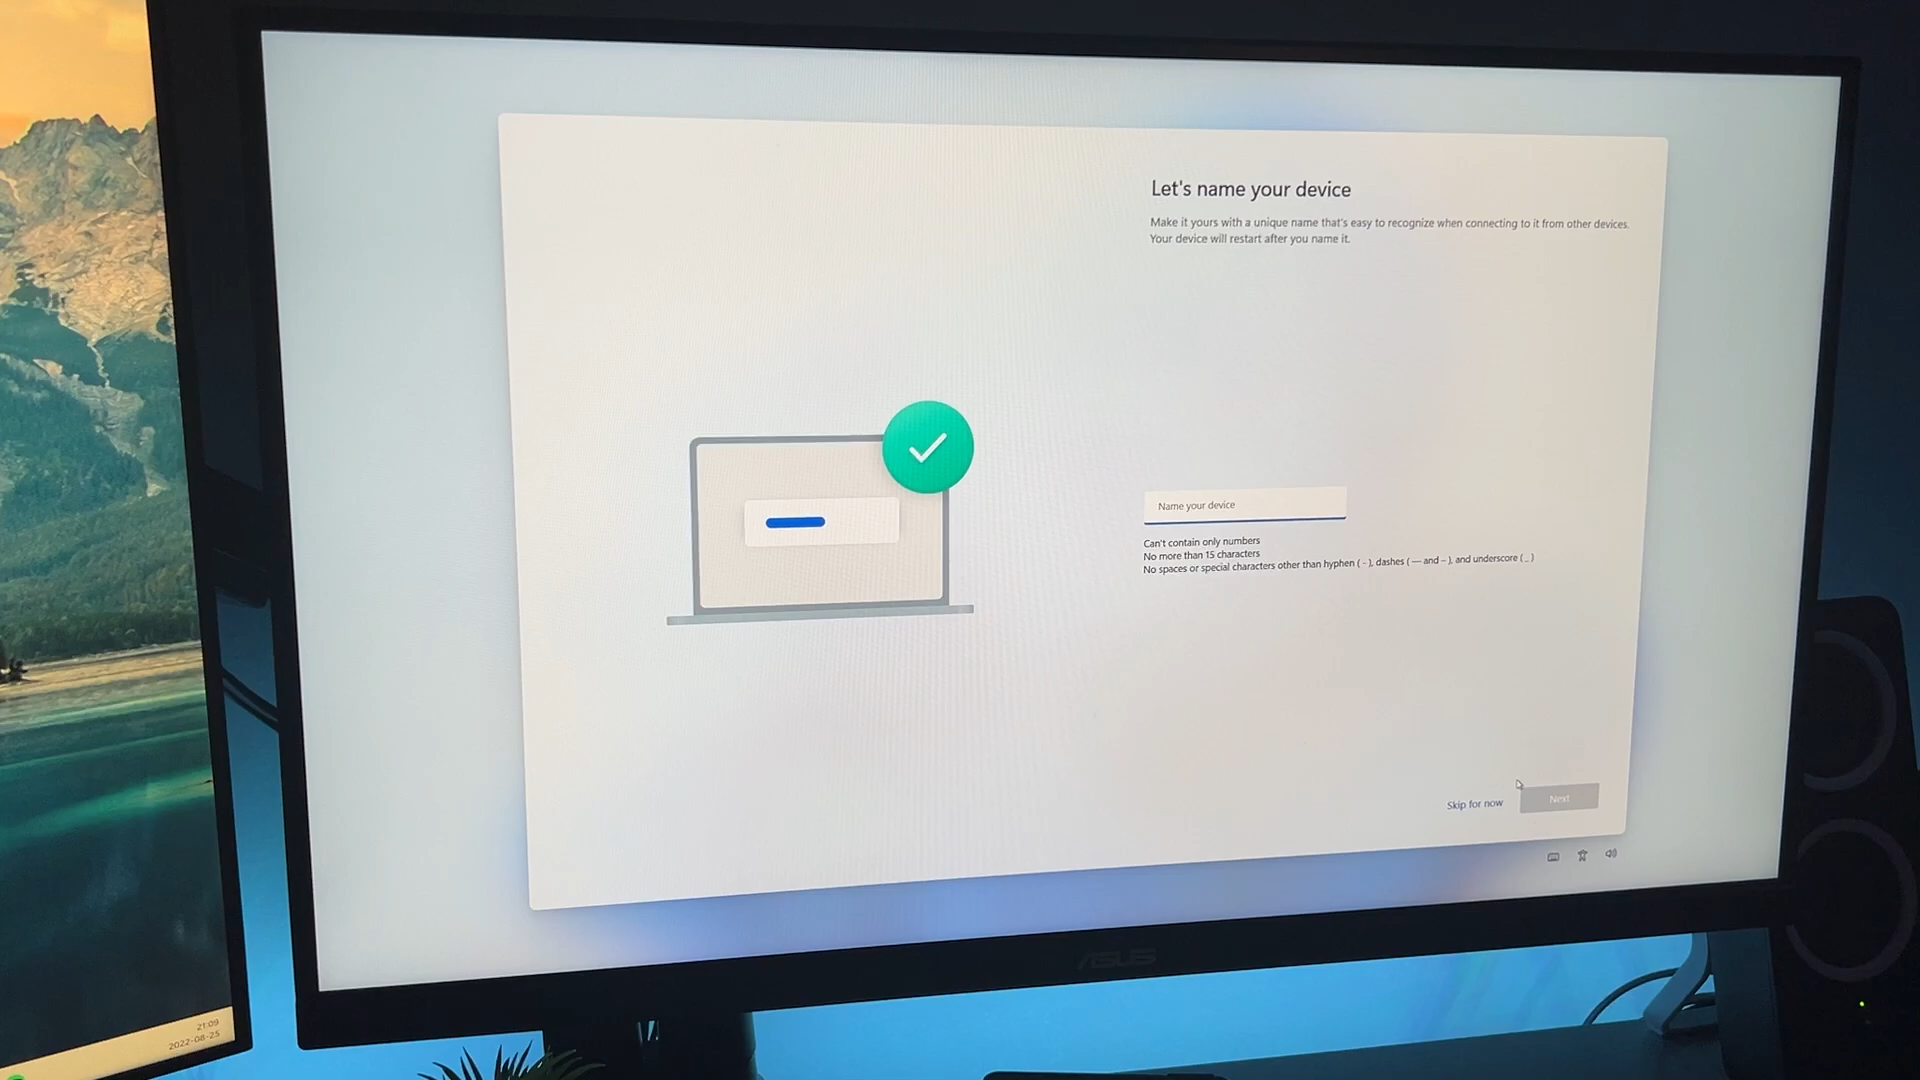 Let's name your device
Make it yours with a unique name that's easy to recognize when connecting to it from other devices.
Your device will restart after you name it.
Name your device
Can't contain only numbers
No more than 15 characters
No spaces or special characters other than hyphen ( - ), dashes ( — and – ), and underscore ( _ )
Skip for now
Next
ASUS
21:09
2022-08-25